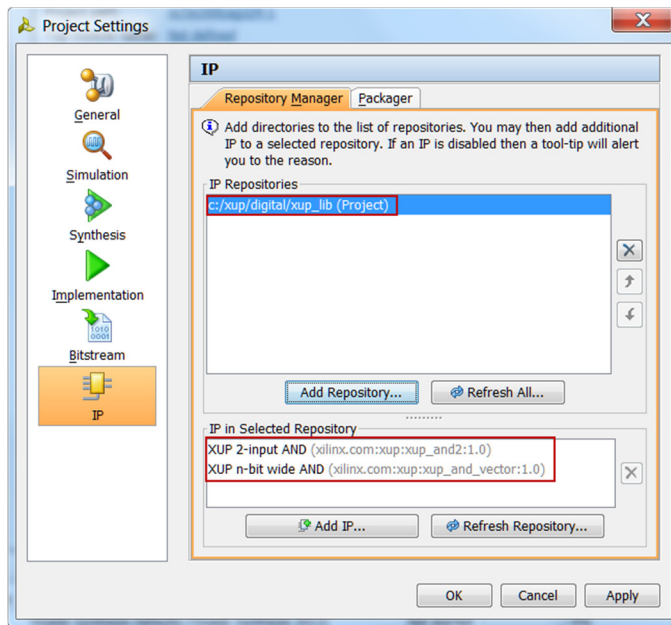 Project Settings
IP
Repository Manager
Packager
Add directories to the list of repositories. You may then add additional
IP to a selected repository. If an IP is disabled then a tool-tip will alert
you to the reason.
General
Simulation
Synthesis
Implementation
1010
0001
Bitstream
IP
IP Repositories
c:/xup/digital/xup_lib (Project)
Add Repository...
Refresh All...
IP in Selected Repository
XUP 2-input AND (xilinx.com:xup:xup_and2:1.0)
XUP n-bit wide AND (xilinx.com:xup:xup_and_vector:1.0)
Add IP...
Refresh Repository...
OK
Cancel
Apply